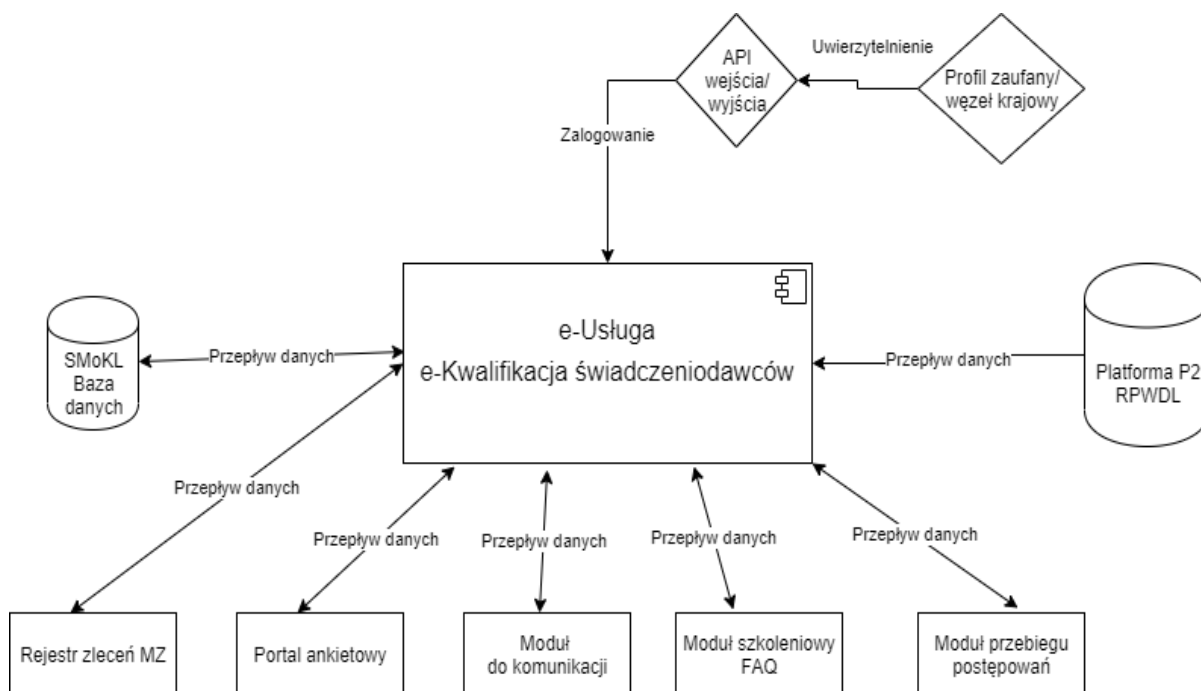 API
wejścia/
wyjścia
Uwierzytelnienie
Profil zaufany/
węzeł krajowy
Zalogowanie
e-Usługa
e-Kwalifikacja świadczeniodawców
SMoKL
Baza
danych
Przepływ danych
Przepływ danych
Platforma P2
RPWDL
Przepływ danych
Przepływ danych
Przepływ danych
Przepływ danych
Przepływ danych
Rejestr zleceń MZ
Portal ankietowy
Moduł
do komunikacji
Moduł szkoleniowy
FAQ
Moduł przebiegu
postępowań